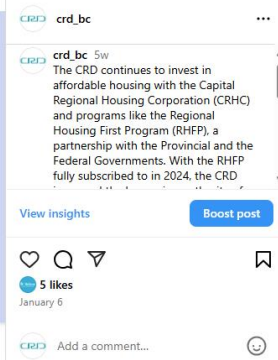 CRD crd_bc
CRD crd_bc 5w
The CRD continues to invest in
affordable housing with the Capital
Regional Housing Corporation (CRHC)
and programs like the Regional
Housing First Program (RHFP), a
partnership with the Provincial and the
Federal Governments. With the RHFP
fully subscribed to in 2024, the CRD
View insights
Boost post
5 likes
January 6
CRD Add a comment...